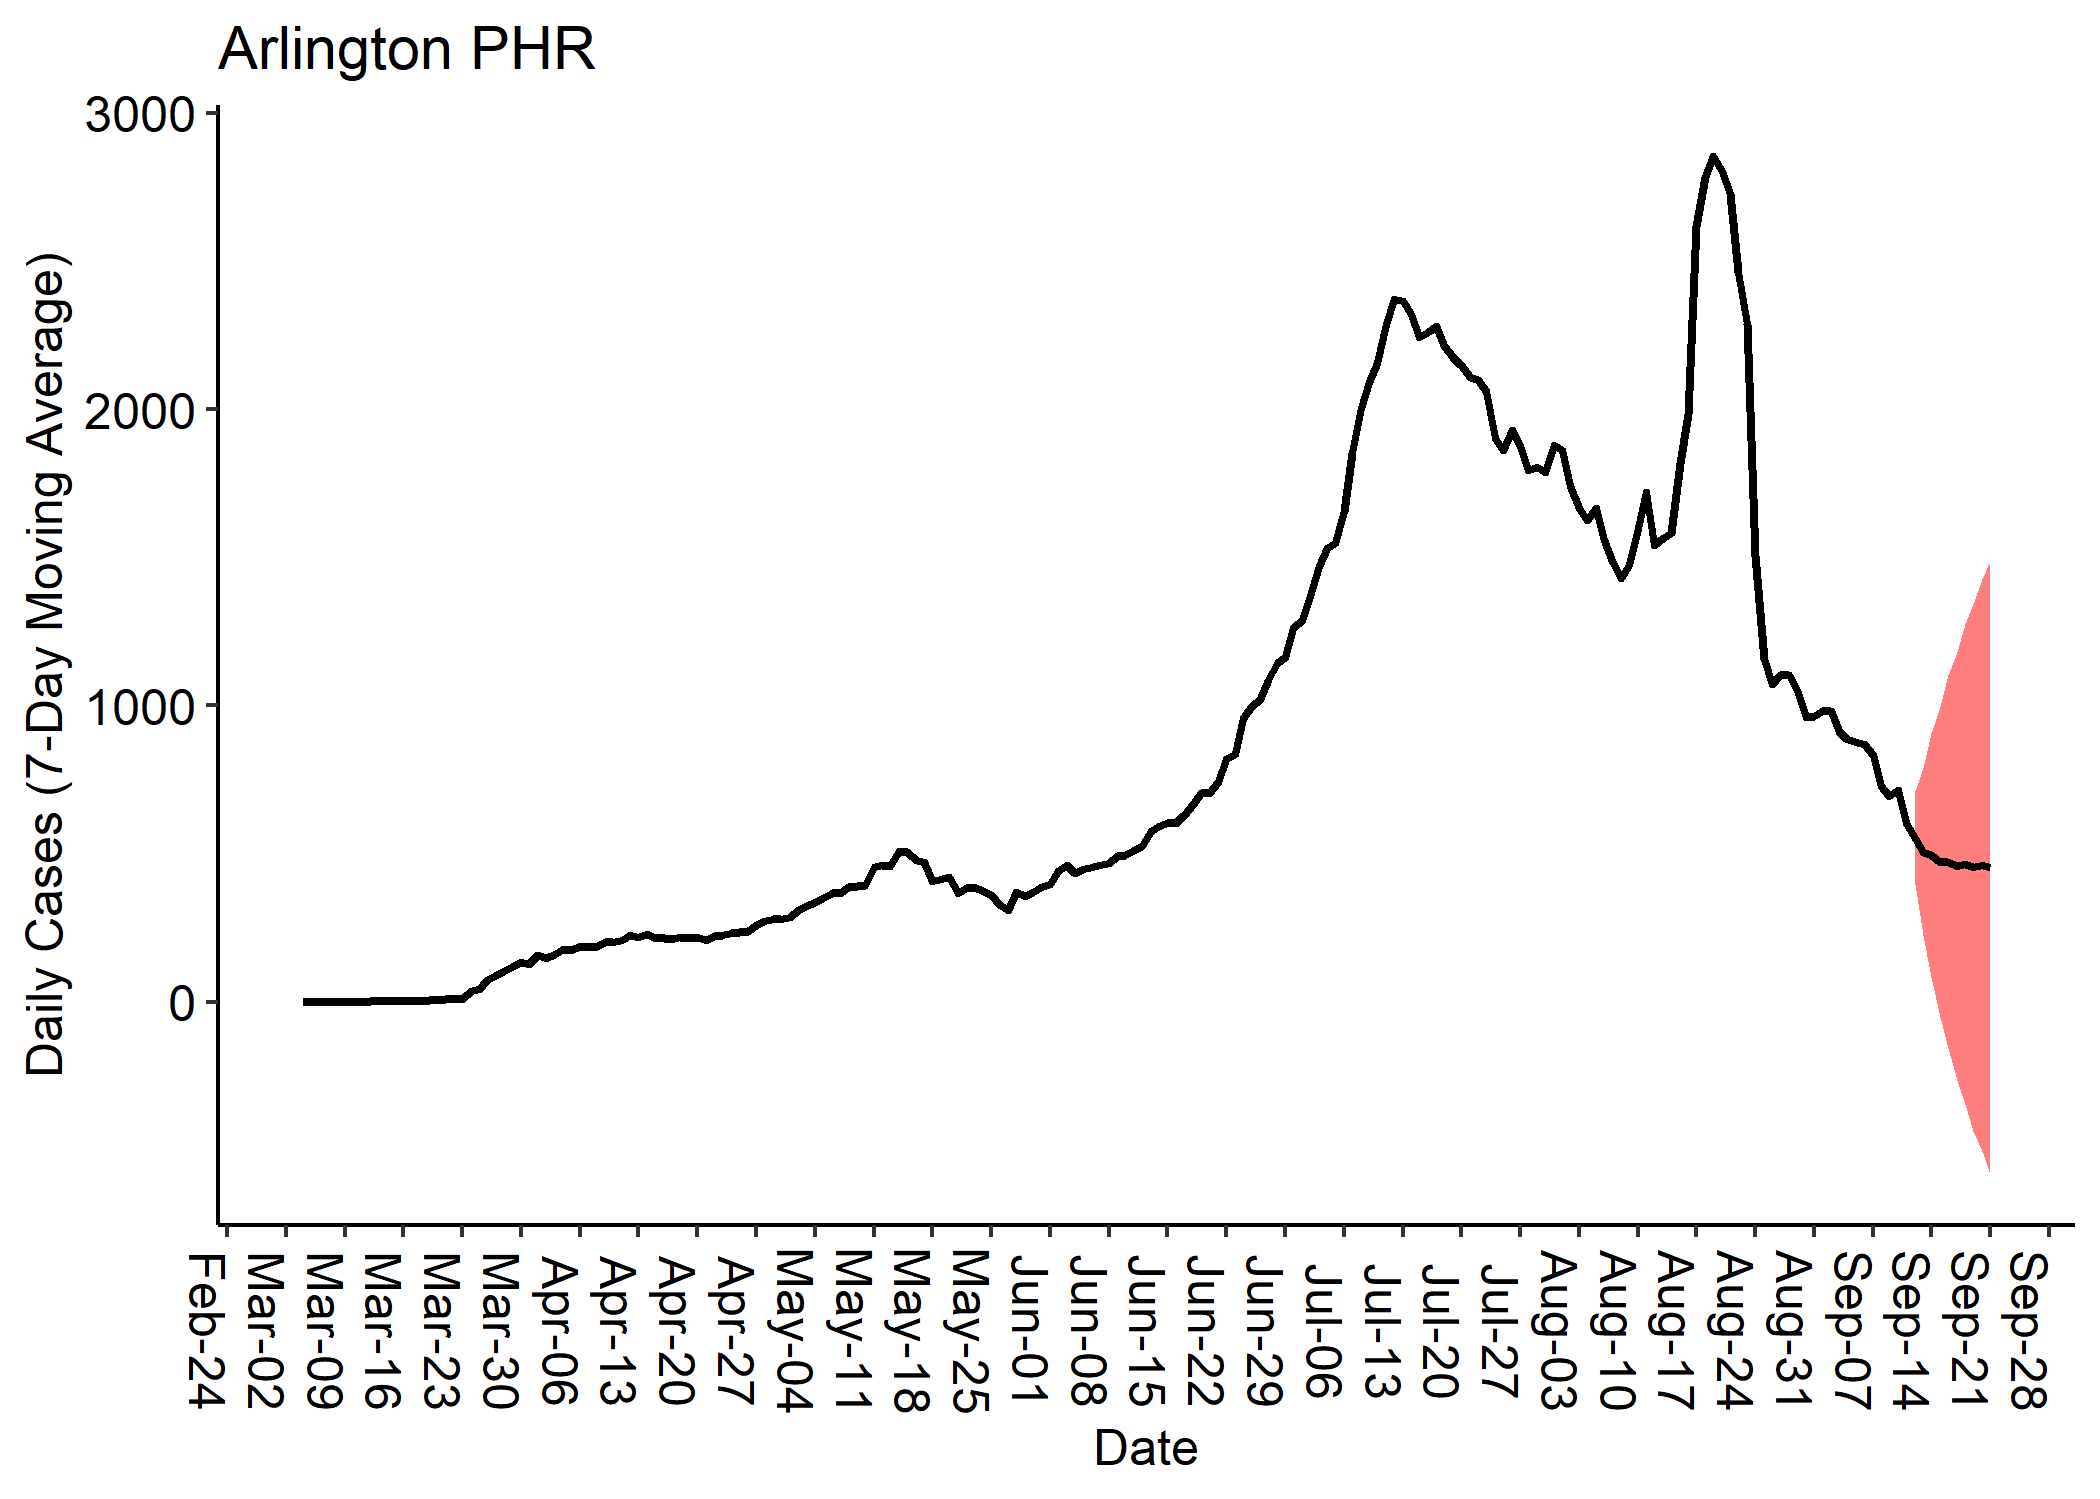 Arlington PHR
Daily Cases (7-Day Moving Average)
3000
2000
1000
0
Feb-24
Mar-02
Mar-09
Mar-16
Mar-23
Mar-30
Apr-06
Apr-13
Apr-20
Apr-27
May-04
May-11
May-18
May-25
Jun-01
Jun-08
Jun-15
Jun-22
Jun-29
Jul-06
Jul-13
Jul-20
Jul-27
Aug-03
Aug-10
Aug-17
Aug-24
Aug-31
Sep-07
Sep-14
Sep-21
Sep-28
Date